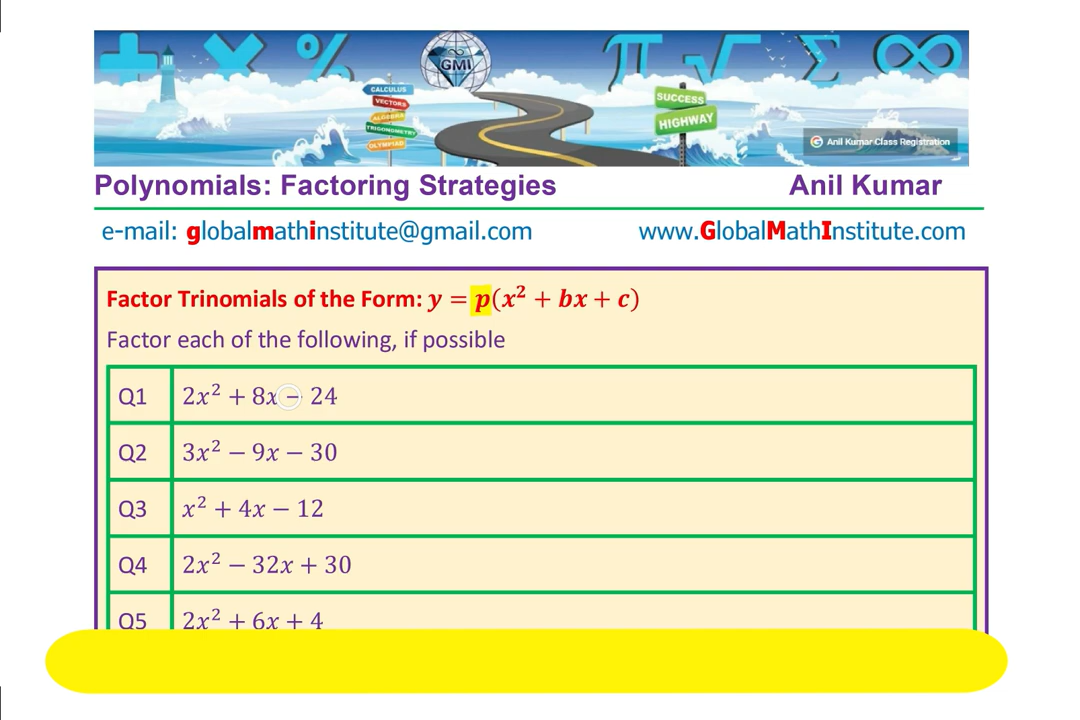 + × % GMI π √ Σ ∞
CALCULUS
VECTORS
ALGEBRA
TRIGONOMETRY
OLYMPIAD
SUCCESS
HIGHWAY
Anil Kumar Class Registration
Polynomials: Factoring Strategies Anil Kumar
e-mail: globalmathinstitute@gmail.com www.GlobalMathInstitute.com
Factor Trinomials of the Form: y = p(x² + bx + c)
Factor each of the following, if possible
Q1 2x² + 8x − 24
Q2 3x² − 9x − 30
Q3 x² + 4x − 12
Q4 2x² − 32x + 30
Q5 2x² + 6x + 4